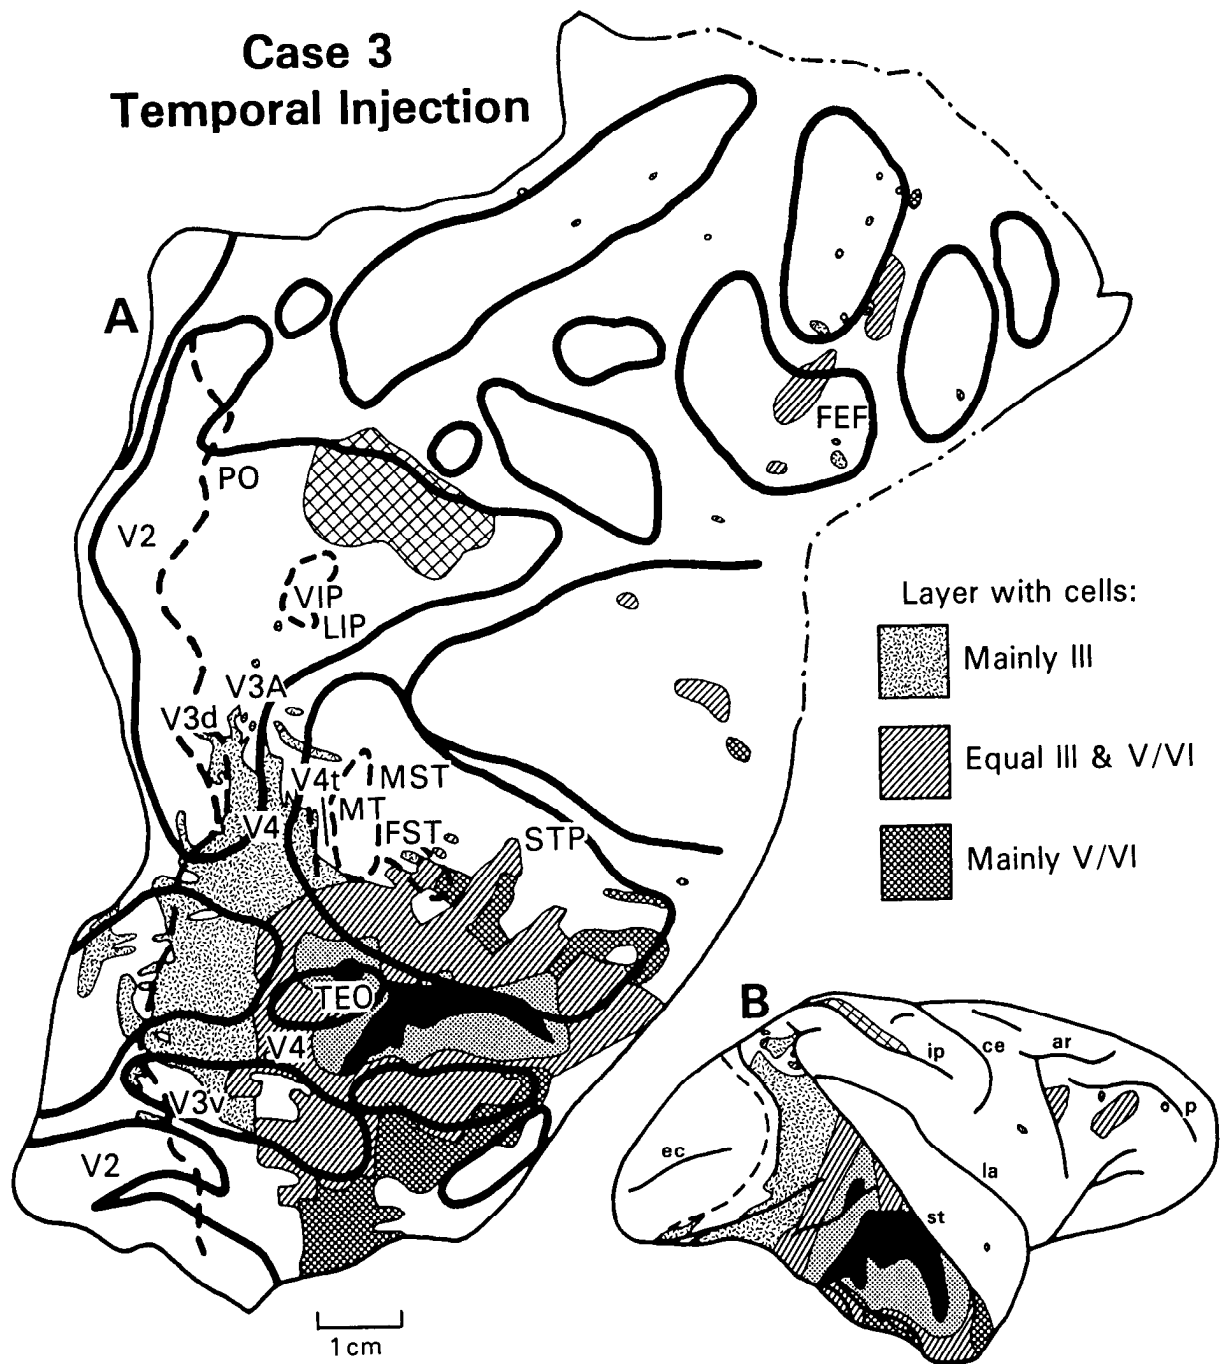 Case 3
Temporal Injection
A
FEF
PO
V2
VIP
LIP
Layer with cells:
Mainly III
V3A
V3d
Equal III & V/VI
V4t
MST
MT
V4
FST
STP
Mainly V/VI
TEO
V4
B
ip
ce
ar
V3v
p
V2
ec
la
st
1 cm